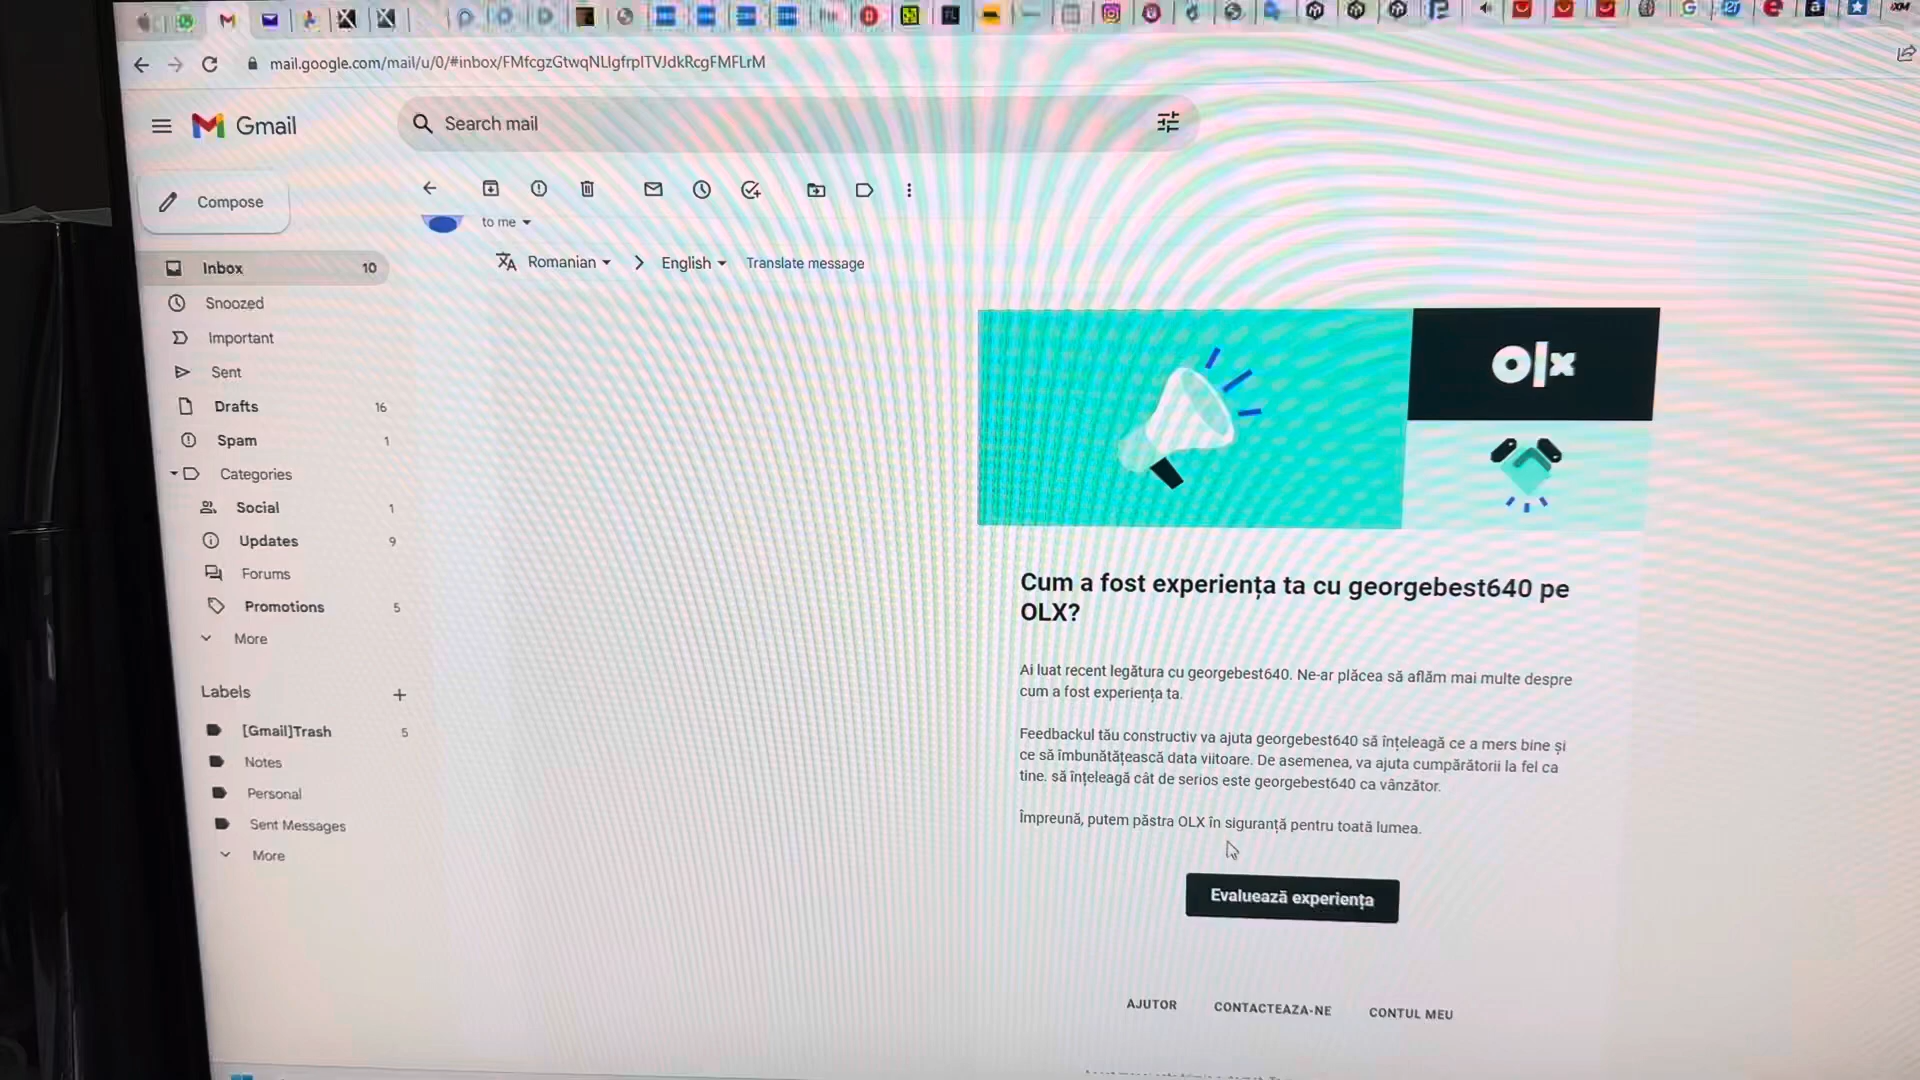 mail.google.com/mail/u/0/#inbox/FMfcgzGtwqNLlgfrpITVJdkRcgFMFLrM
Gmail
Search mail
Compose
to me
Romanian
English
Translate message
Inbox 10
Snoozed
Important
Sent
Drafts 16
Spam 1
Categories
Social 1
Updates 9
Forums
Promotions 5
More
Labels
[Gmail]Trash 5
Notes
Personal
Sent Messages
More
olx
Cum a fost experiența ta cu georgebest640 pe
OLX?
Ai luat recent legătura cu georgebest640. Ne-ar plăcea să aflăm mai multe despre
cum a fost experiența ta.
Feedbackul tău constructiv va ajuta georgebest640 să înțeleagă ce a mers bine și
ce să îmbunătățească data viitoare. De asemenea, va ajuta cumpărătorii la fel ca
tine. să înțeleagă cât de serios este georgebest640 ca vânzător.
Împreună, putem păstra OLX în siguranță pentru toată lumea.
Evaluează experiența
AJUTOR
CONTACTEAZA-NE
CONTUL MEU